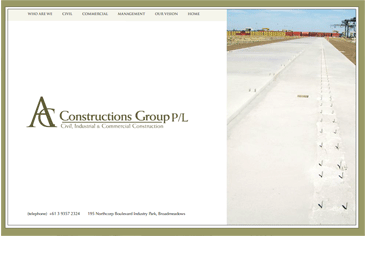 WHO ARE WE CIVIL COMMERCIAL MANAGEMENT OUR VISION HOME
AC Constructions Group P/L
Civil, Industrial & Commercial Construction
(telephone) +61 3 9357 2324 195 Northcorp Boulevard Industry Park, Broadmeadows